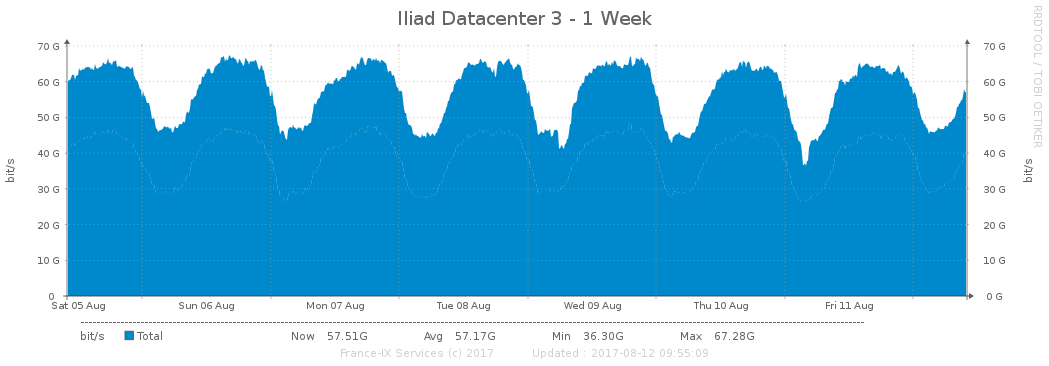 Iliad Datacenter 3 - 1 Week
RRDTOOL / TOBI OETIKER
70 G 70 G
60 G 60 G
50 G 50 G
40 G 40 G
30 G 30 G
20 G 20 G
10 G 10 G
0 0 G
bit/s bit/s
Sat 05 Aug Sun 06 Aug Mon 07 Aug Tue 08 Aug Wed 09 Aug Thu 10 Aug Fri 11 Aug
bit/s Total Now 57.51G Avg 57.17G Min 36.30G Max 67.28G
France-IX Services (c) 2017 Updated : 2017-08-12 09:55:09